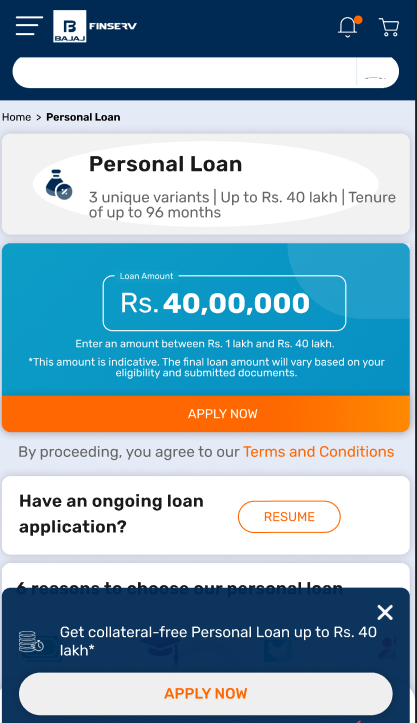 B
BAJAJ
FINSERV
Home > Personal Loan
Personal Loan
3 unique variants | Up to Rs. 40 lakh | Tenure
of up to 96 months
Loan Amount
Rs. 40,00,000
Enter an amount between Rs. 1 lakh and Rs. 40 lakh.
*This amount is indicative. The final loan amount will vary based on your
eligibility and submitted documents.
APPLY NOW
By proceeding, you agree to our Terms and Conditions
Have an ongoing loan
application?
RESUME
6 reasons to choose our personal loan
Get collateral-free Personal Loan up to Rs. 40
lakh*
APPLY NOW